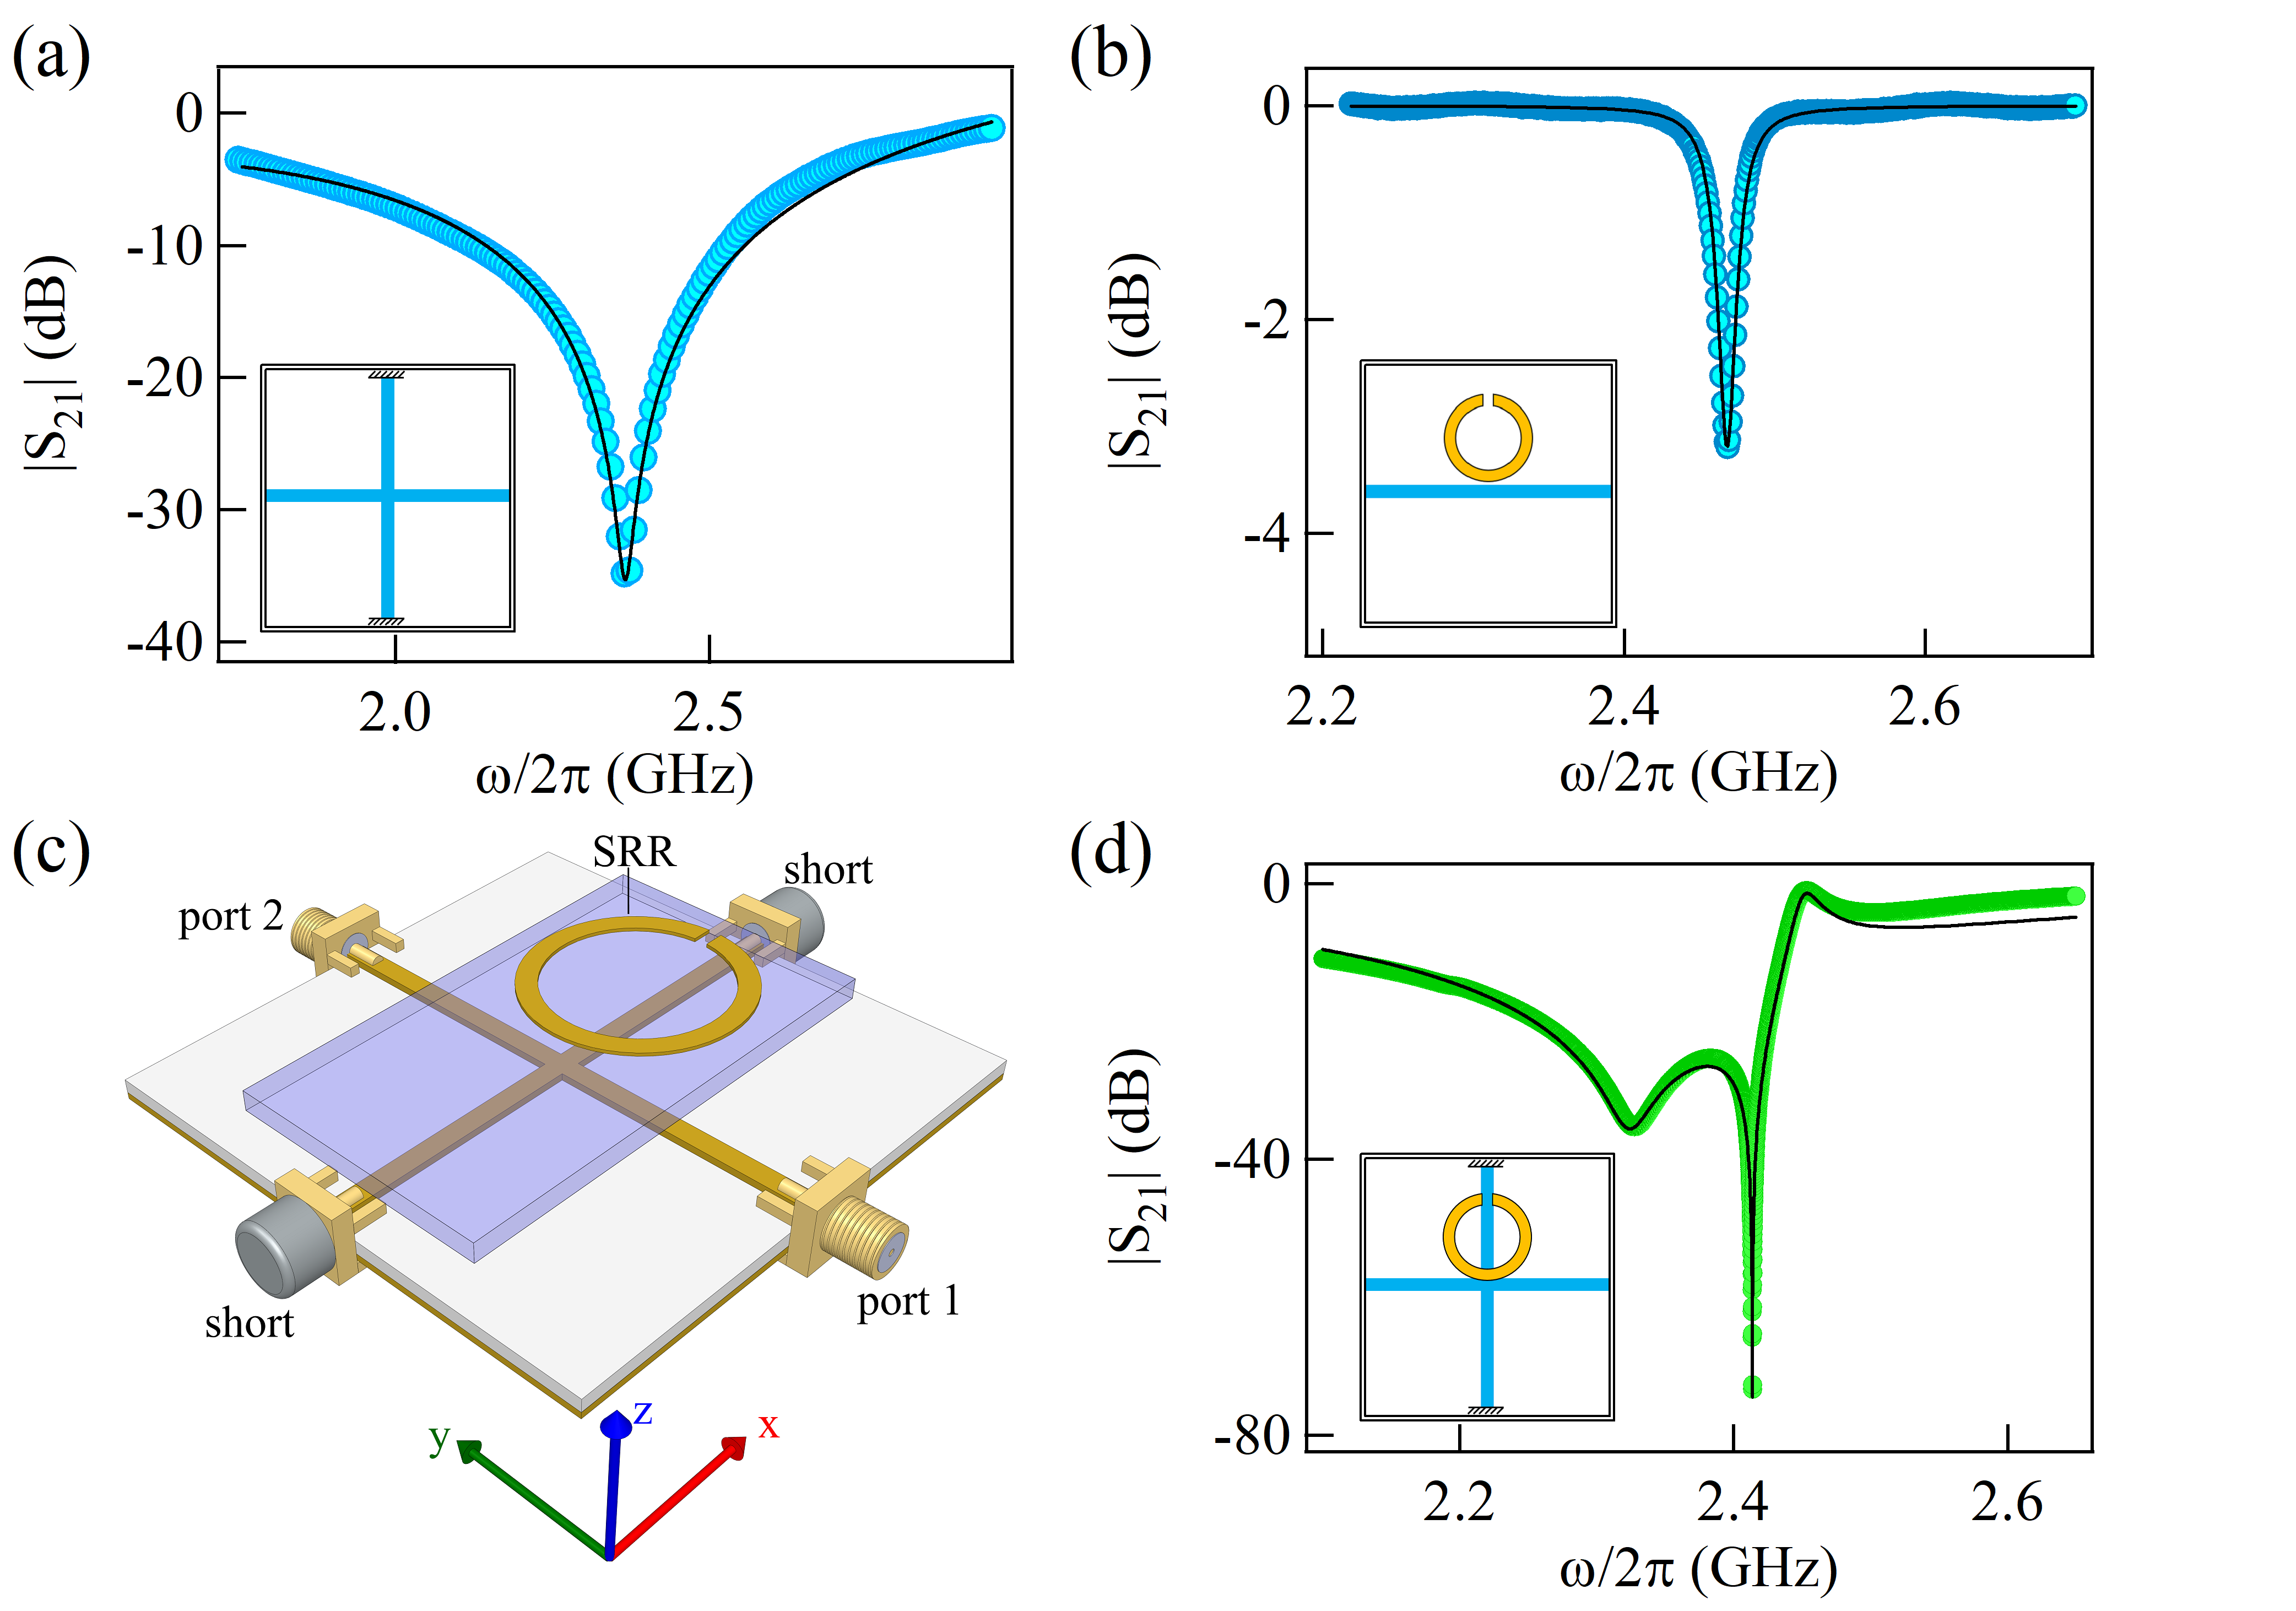 (a)
0
-10
-20
-30
-40
|S21| (dB)
2.0
2.5
ω/2π (GHz)
(b)
0
-2
-4
|S21| (dB)
2.2
2.4
2.6
ω/2π (GHz)
(c)
SRR
short
port 2
short
port 1
z
y
x
(d)
0
-40
-80
|S21| (dB)
2.2
2.4
2.6
ω/2π (GHz)